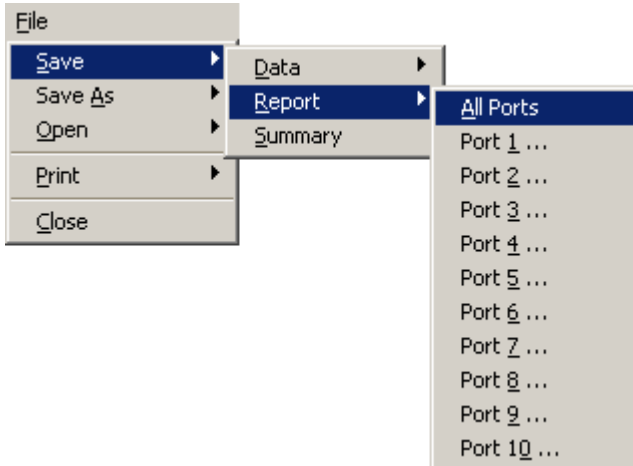 File
Save
Save As
Open
Print
Close
Data
Report
Summary
All Ports
Port 1 ...
Port 2 ...
Port 3 ...
Port 4 ...
Port 5 ...
Port 6 ...
Port 7 ...
Port 8 ...
Port 9 ...
Port 10 ...